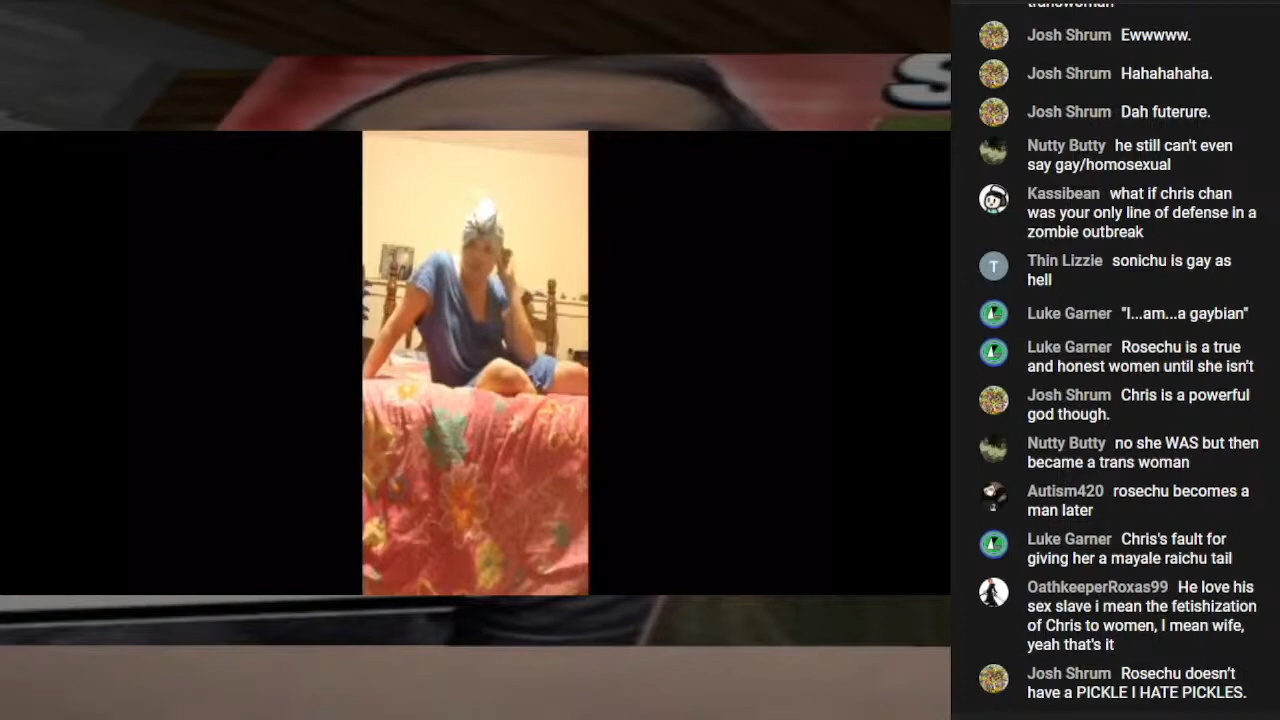 transwoman
Josh Shrum Ewwwww.
Josh Shrum Hahahahaha.
Josh Shrum Dah futerure.
Nutty Butty he still can't even
say gay/homosexual
Kassibean what if chris chan
was your only line of defense in a
zombie outbreak
T
Thin Lizzie sonichu is gay as
hell
Luke Garner "I...am...a gaybian"
Luke Garner Rosechu is a true
and honest women until she isn't
Josh Shrum Chris is a powerful
god though.
Nutty Butty no she WAS but then
became a trans woman
Autism420 rosechu becomes a
man later
Luke Garner Chris's fault for
giving her a mayale raichu tail
OathkeeperRoxas99 He love his
sex slave i mean the fetishization
of Chris to women, I mean wife,
yeah that's it
Josh Shrum Rosechu doesn't
have a PICKLE I HATE PICKLES.
S